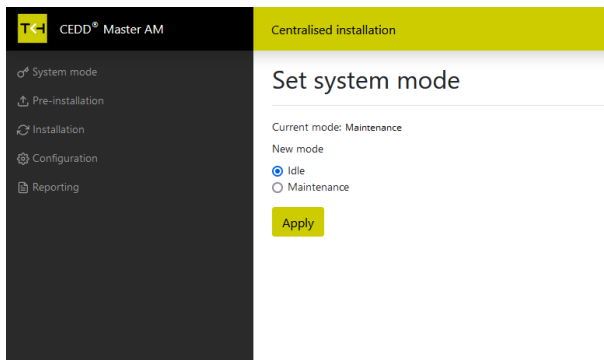 TKH
CEDD® Master AM
Centralised installation
System mode
Pre-installation
Installation
Configuration
Reporting
Set system mode
Current mode: Maintenance
New mode
Idle
Maintenance
Apply